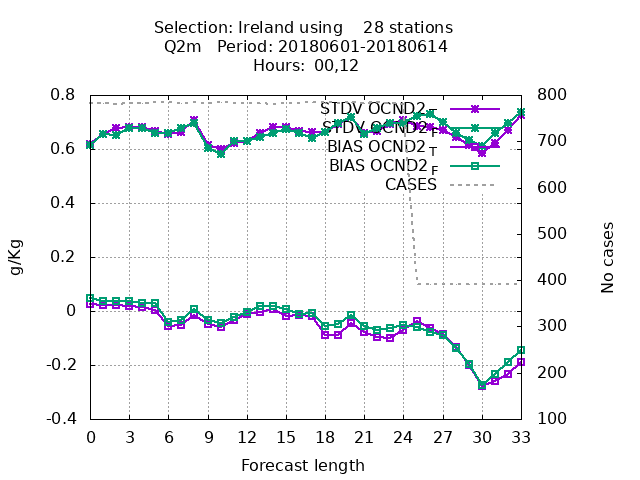 Selection: Ireland using 28 stations
Q2m Period: 20180601-20180614
Hours: 00,12
0.8
0.6
0.4
0.2
0
-0.2
-0.4
g/Kg
800
700
600
500
400
300
200
100
No cases
STDV OCND2 T
STDV OCND2 F
BIAS OCND2 T
BIAS OCND2 F
CASES
0 3 6 9 12 15 18 21 24 27 30 33
Forecast length